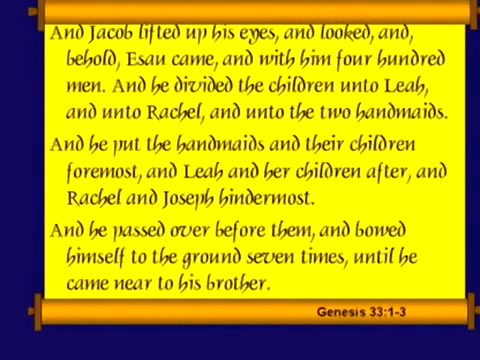 And Jacob lifted up his eyes, and looked, and,
behold, Esau came, and with him four hundred
men. And he divided the children unto Leah,
and unto Rachel, and unto the two handmaids.
And he put the handmaids and their children
foremost, and Leah and her children after, and
Rachel and Joseph hindermost.
And he passed over before them, and bowed
himself to the ground seven times, until he
came near to his brother.
Genesis 33:1-3